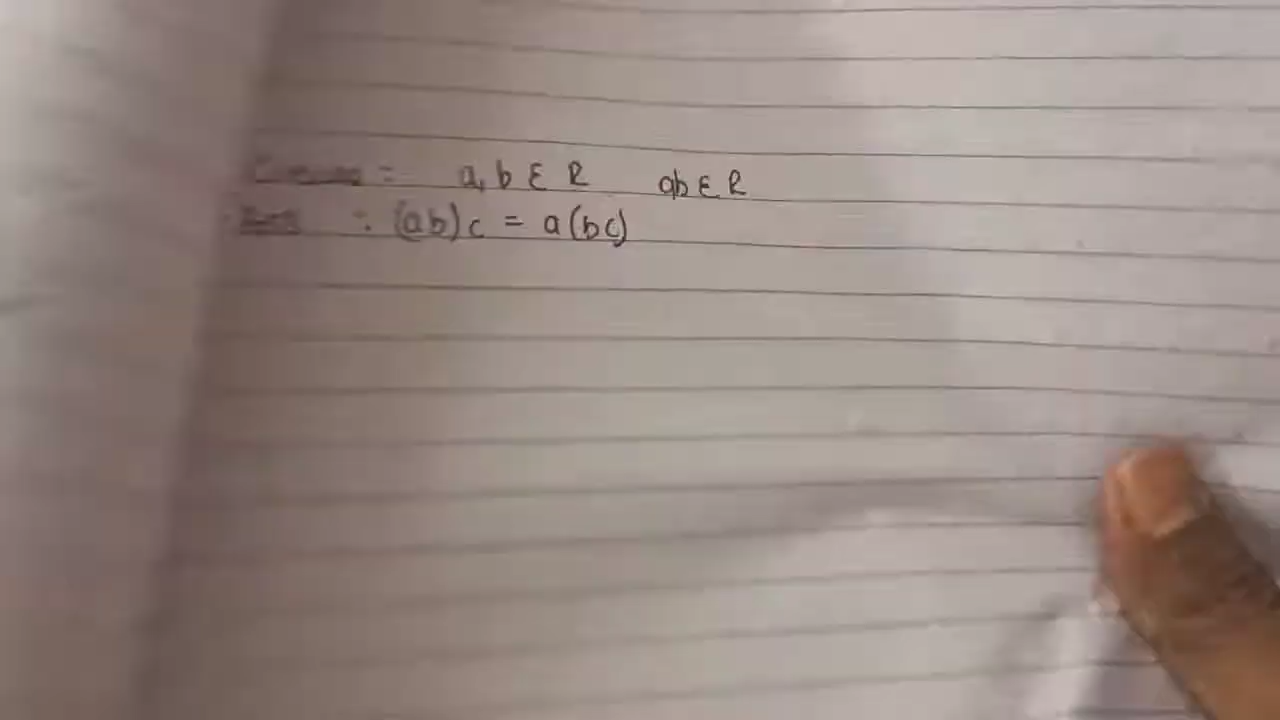 : a, b ∈ R ab ∈ R
: (ab)c = a(bc)